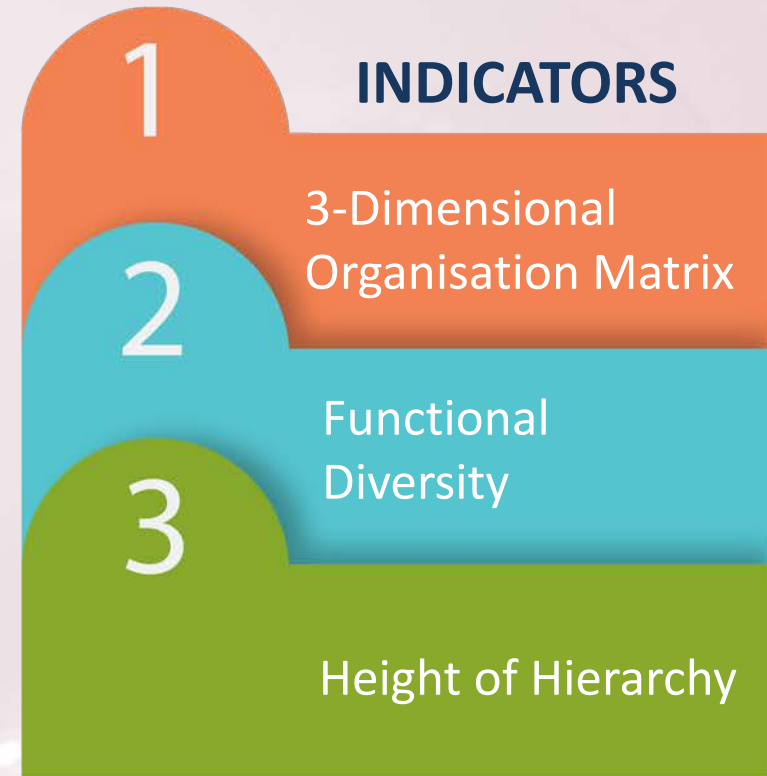 1
INDICATORS
3-Dimensional
Organisation Matrix
2
Functional
Diversity
3
Height of Hierarchy